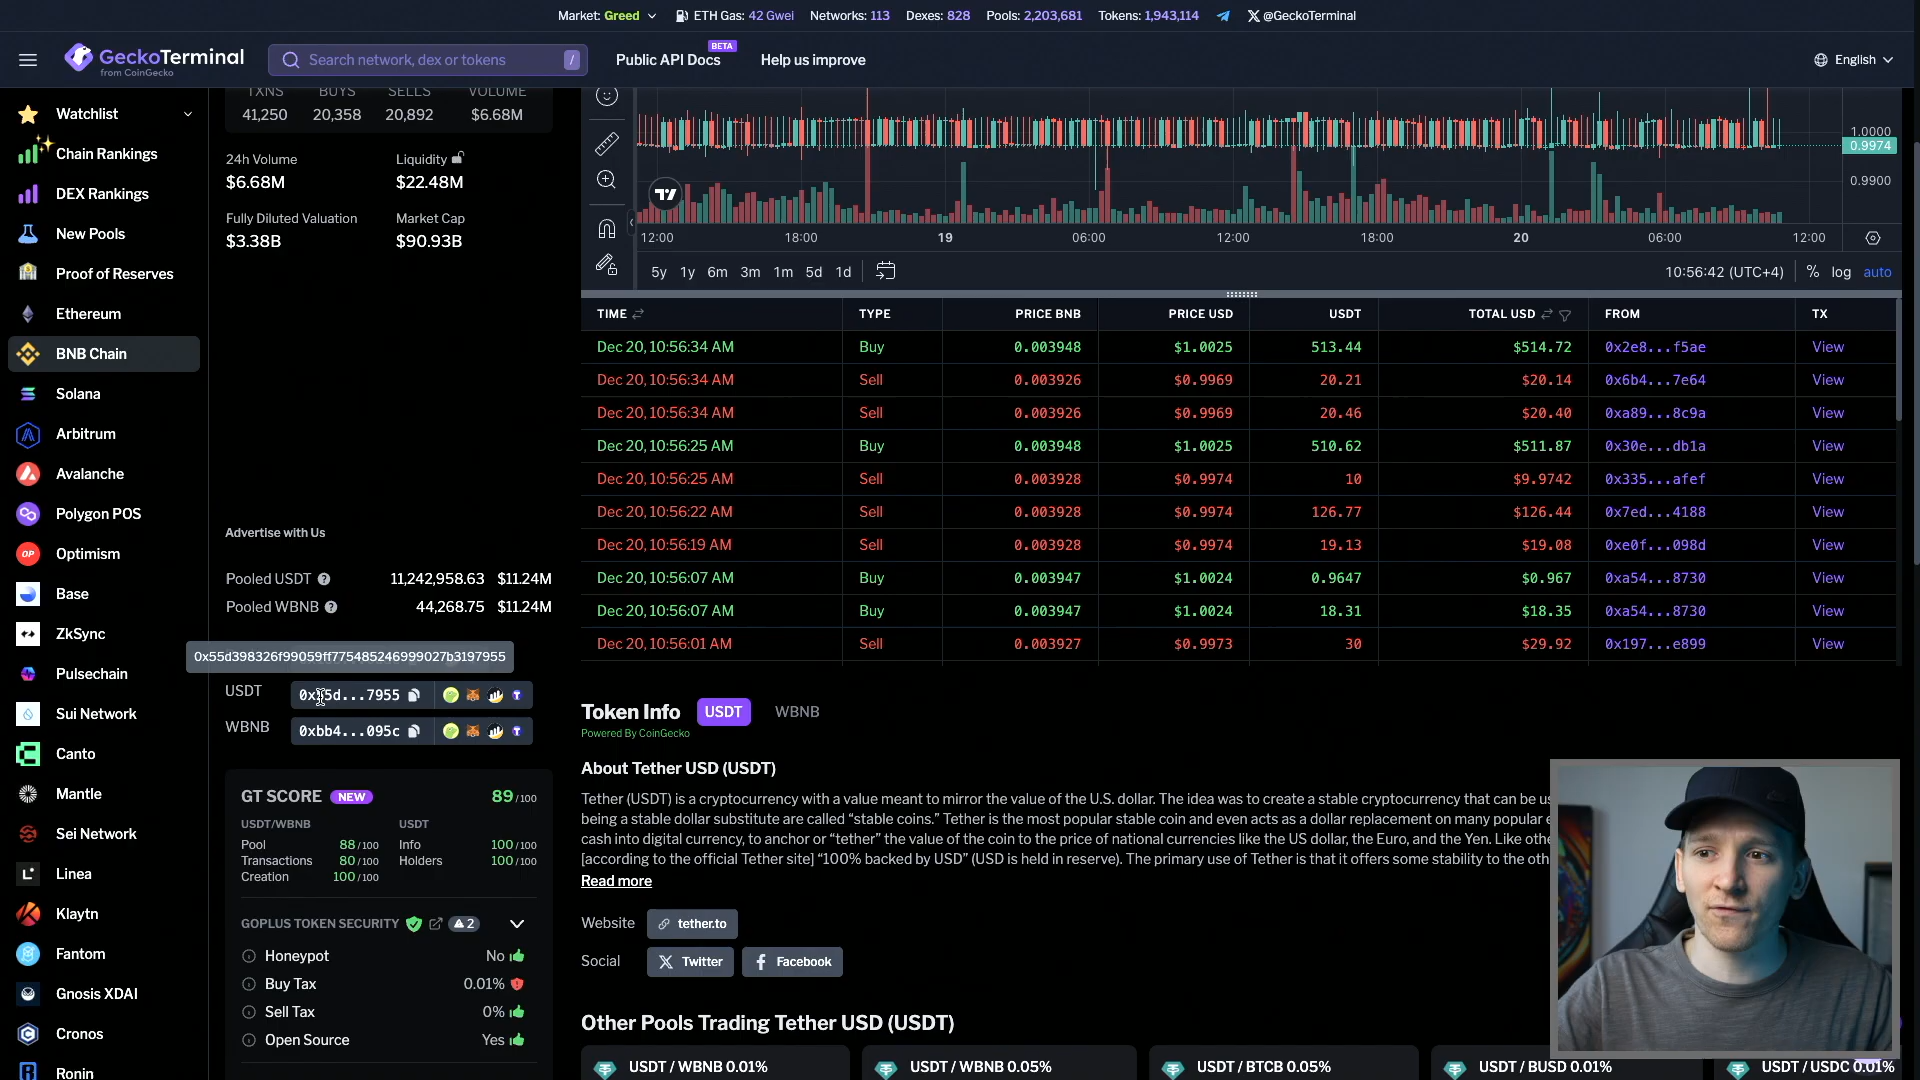 Market: Greed
ETH Gas: 42 Gwei
Networks: 113
Dexes: 828
Pools: 2,203,681
Tokens: 1,943,114
@GeckoTerminal
GeckoTerminal
from CoinGecko
Search network, dex or tokens
/
Public API Docs
BETA
Help us improve
English
Watchlist
Chain Rankings
DEX Rankings
New Pools
Proof of Reserves
Ethereum
BNB Chain
Solana
Arbitrum
Avalanche
Polygon POS
OP
Optimism
Base
ZkSync
Pulsechain
Sui Network
Canto
Mantle
Sei Network
Linea
Klaytn
Fantom
Gnosis XDAI
Cronos
Ronin
TXNS BUYS SELLS VOLUME
41,250 20,358 20,892 $6.68M
24h Volume Liquidity
$6.68M $22.48M
Fully Diluted Valuation Market Cap
$3.38B $90.93B
Advertise with Us
Pooled USDT 11,242,958.63 $11.24M
Pooled WBNB 44,268.75 $11.24M
0x55d398326f99059ff775485246999027b3197955
USDT 0x55d...7955
WBNB 0xbb4...095c
GT SCORE NEW 89/100
USDT/WBNB USDT
Pool 88/100 Info 100/100
Transactions 80/100 Holders 100/100
Creation 100/100
GOPLUS TOKEN SECURITY 2
Honeypot No
Buy Tax 0.01%
Sell Tax 0%
Open Source Yes
1.0000
0.9974
0.9900
12:00 18:00 19 06:00 12:00 18:00 20 06:00 12:00
5y 1y 6m 3m 1m 5d 1d
10:56:42 (UTC+4) % log auto
TIME TYPE PRICE BNB PRICE USD USDT TOTAL USD FROM TX
Dec 20, 10:56:34 AM Buy 0.003948 $1.0025 513.44 $514.72 0x2e8...f5ae View
Dec 20, 10:56:34 AM Sell 0.003926 $0.9969 20.21 $20.14 0x6b4...7e64 View
Dec 20, 10:56:34 AM Sell 0.003926 $0.9969 20.46 $20.40 0xa89...8c9a View
Dec 20, 10:56:25 AM Buy 0.003948 $1.0025 510.62 $511.87 0x30e...db1a View
Dec 20, 10:56:25 AM Sell 0.003928 $0.9974 10 $9.9742 0x335...afef View
Dec 20, 10:56:22 AM Sell 0.003928 $0.9974 126.77 $126.44 0x7ed...4188 View
Dec 20, 10:56:19 AM Sell 0.003928 $0.9974 19.13 $19.08 0xe0f...098d View
Dec 20, 10:56:07 AM Buy 0.003947 $1.0024 0.9647 $0.967 0xa54...8730 View
Dec 20, 10:56:07 AM Buy 0.003947 $1.0024 18.31 $18.35 0xa54...8730 View
Dec 20, 10:56:01 AM Sell 0.003927 $0.9973 30 $29.92 0x197...e899 View
Token Info USDT WBNB
Powered By CoinGecko
About Tether USD (USDT)
Tether (USDT) is a cryptocurrency with a value meant to mirror the value of the U.S. dollar. The idea was to create a stable cryptocurrency that can be us
being a stable dollar substitute are called “stable coins.” Tether is the most popular stable coin and even acts as a dollar replacement on many popular e
cash into digital currency, to anchor or “tether” the value of the coin to the price of national currencies like the US dollar, the Euro, and the Yen. Like othe
[according to the official Tether site] “100% backed by USD” (USD is held in reserve). The primary use of Tether is that it offers some stability to the oth
Read more
Website tether.to
Social Twitter Facebook
Other Pools Trading Tether USD (USDT)
USDT / WBNB 0.01%
USDT / WBNB 0.05%
USDT / BTCB 0.05%
USDT / BUSD 0.01%
USDT / USDC 0.01%